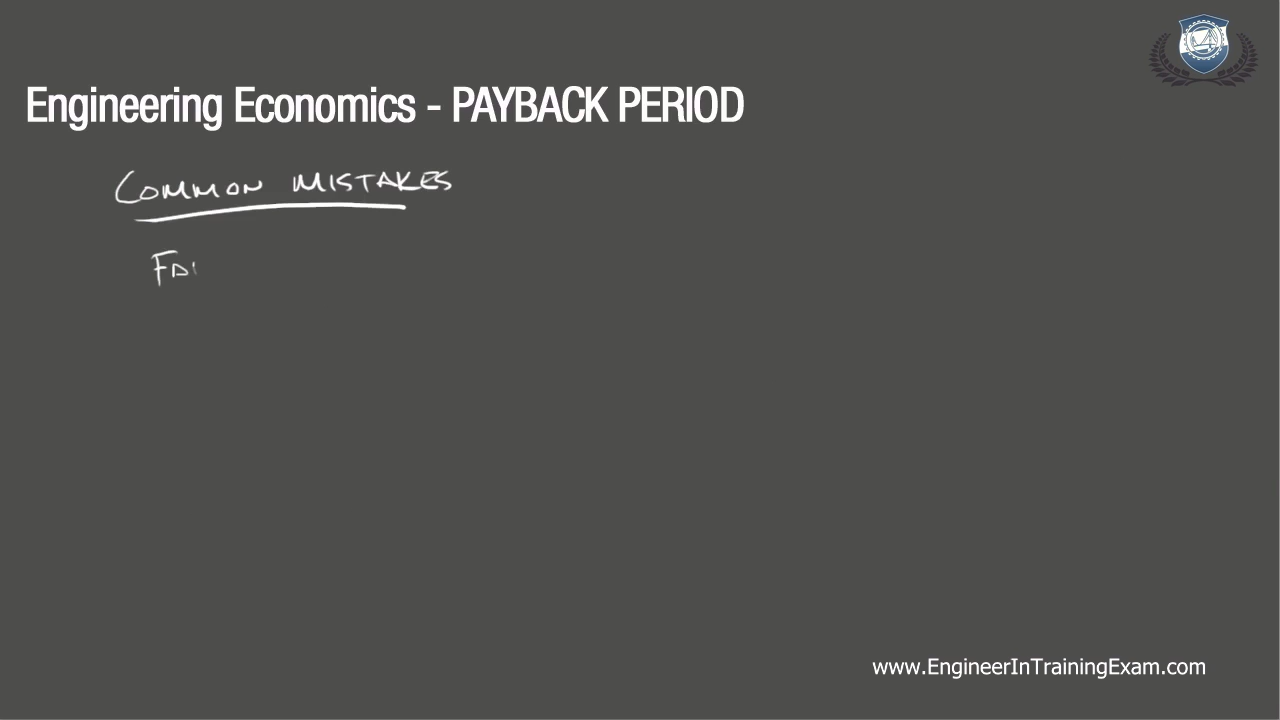 Engineering Economics - PAYBACK PERIOD
COMMON MISTAKES
www.EngineerInTrainingExam.com